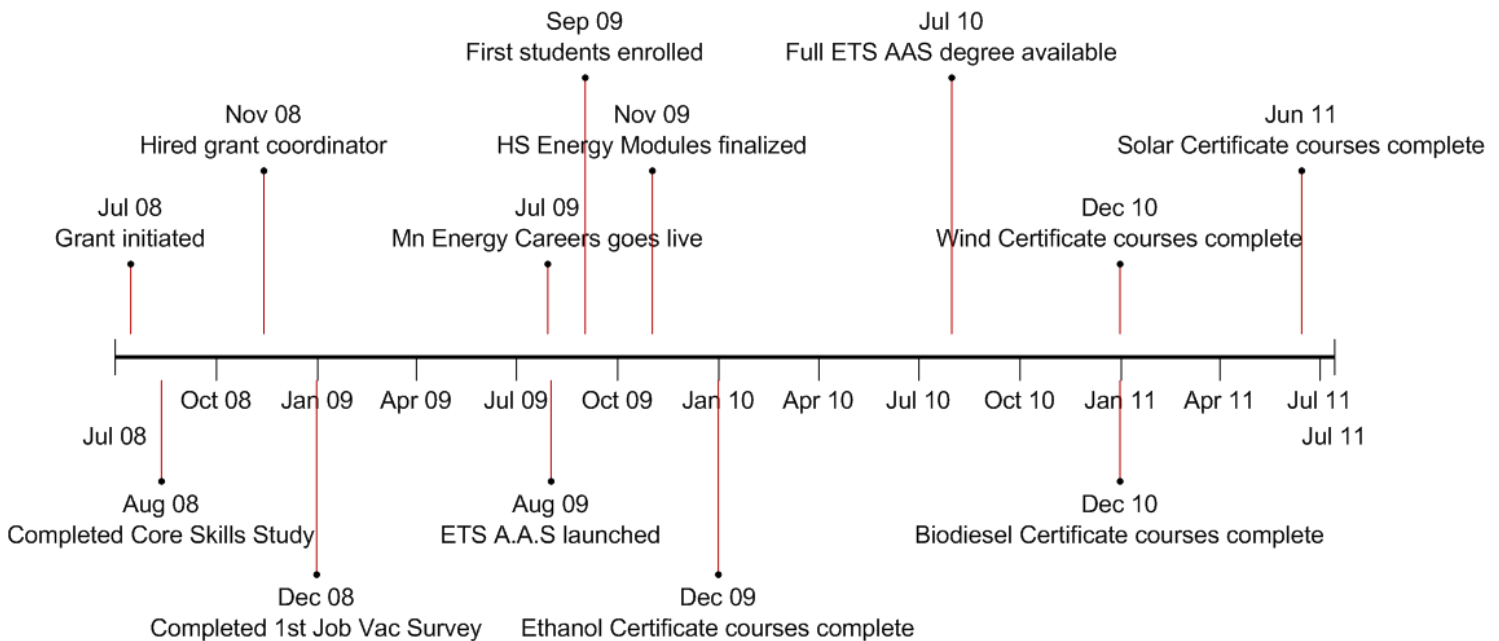 Sep 09
First students enrolled
Jul 10
Full ETS AAS degree available
Nov 08
Hired grant coordinator
Nov 09
HS Energy Modules finalized
Jun 11
Solar Certificate courses complete
Jul 08
Grant initiated
Jul 09
Mn Energy Careers goes live
Dec 10
Wind Certificate courses complete
Oct 08 Jan 09 Apr 09 Jul 09 Oct 09 Jan 10 Apr 10 Jul 10 Oct 10 Jan 11 Apr 11 Jul 11
Jul 08 Jul 11
Aug 08
Completed Core Skills Study
Aug 09
ETS A.A.S launched
Dec 10
Biodiesel Certificate courses complete
Dec 08
Completed 1st Job Vac Survey
Dec 09
Ethanol Certificate courses complete